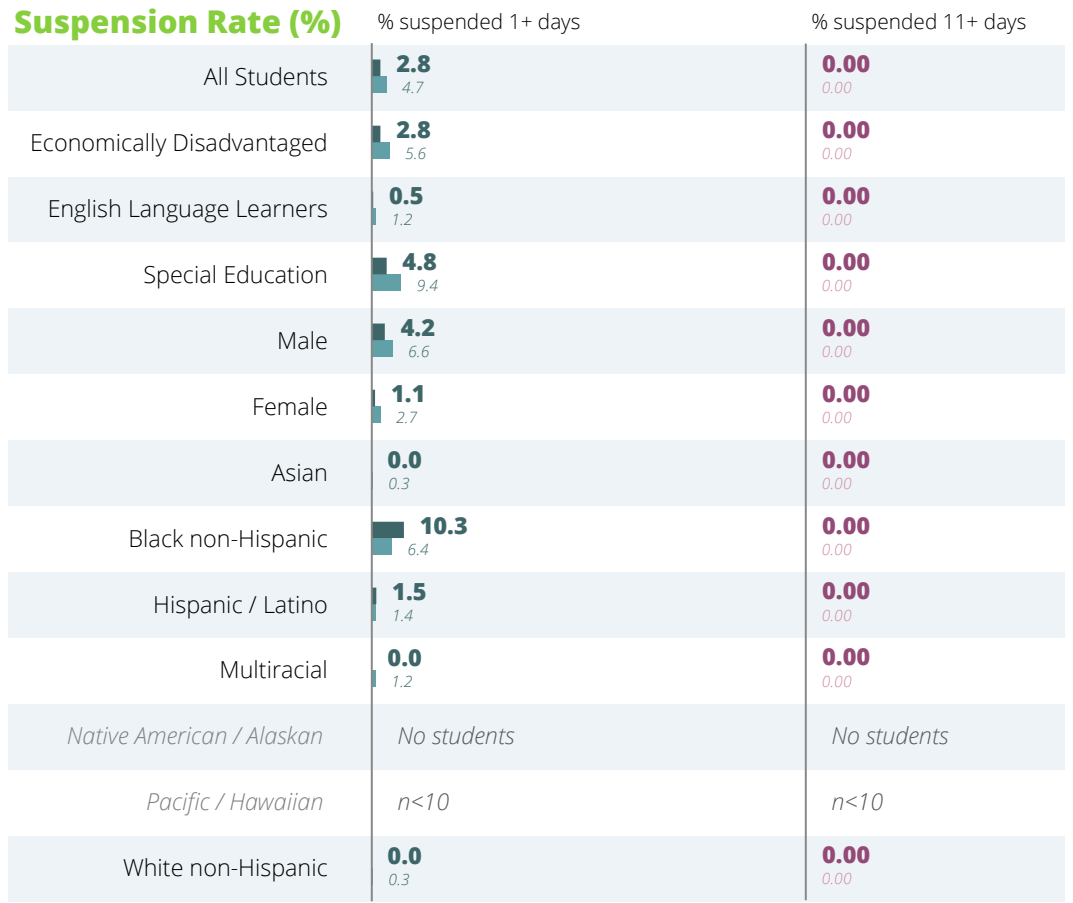 Suspension Rate (%) % suspended 1+ days % suspended 11+ days
All Students 2.8 0.00
4.7 0.00
Economically Disadvantaged 2.8 0.00
5.6 0.00
English Language Learners 0.5 0.00
1.2 0.00
Special Education 4.8 0.00
9.4 0.00
Male 4.2 0.00
6.6 0.00
Female 1.1 0.00
2.7 0.00
Asian 0.0 0.00
0.3 0.00
Black non-Hispanic 10.3 0.00
6.4 0.00
Hispanic / Latino 1.5 0.00
1.4 0.00
Multiracial 0.0 0.00
1.2 0.00
Native American / Alaskan No students No students
Pacific / Hawaiian n<10 n<10
White non-Hispanic 0.0 0.00
0.3 0.00